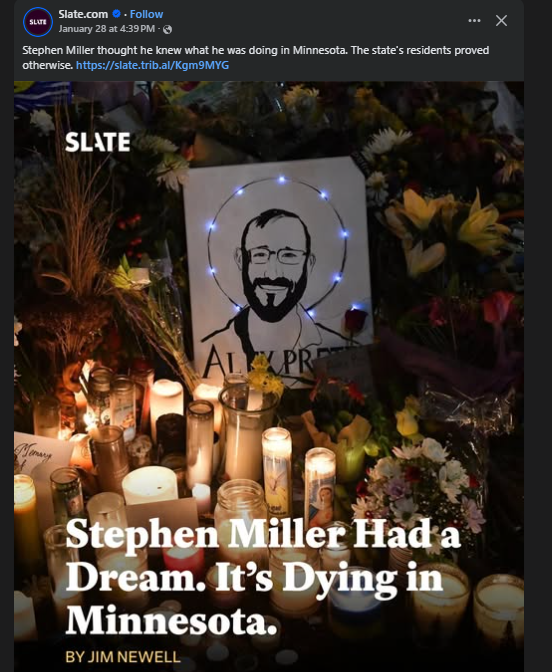 SLATE
Slate.com · Follow
January 28 at 4:39 PM ·
Stephen Miller thought he knew what he was doing in Minnesota. The state's residents proved
otherwise. https://slate.trib.al/Kgm9MYG
SLATE
AL X PRE
Stephen Miller Had a
Dream. It's Dying in
Minnesota.
BY JIM NEWELL